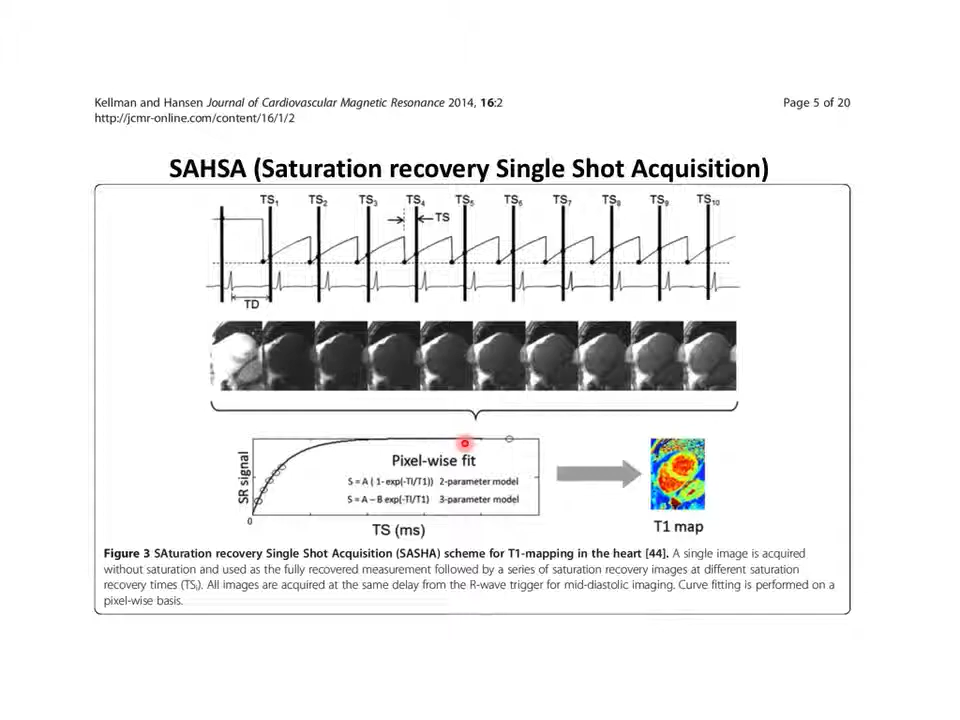 Kellman and Hansen Journal of Cardiovascular Magnetic Resonance 2014, 16:2
Page 5 of 20
http://jcmr-online.com/content/16/1/2
SAHSA (Saturation recovery Single Shot Acquisition)
TS1 TS2 TS3 TS4 TS5 TS6 TS7 TS8 TS9 TS10
TS
TD
SR signal
Pixel-wise fit
S = A ( 1- exp(-TI/T1)) 2-parameter model
S = A – B exp(-TI/T1) 3-parameter model
0
TS (ms)
T1 map
Figure 3 SAturation recovery Single Shot Acquisition (SASHA) scheme for T1-mapping in the heart [44]. A single image is acquired
without saturation and used as the fully recovered measurement followed by a series of saturation recovery images at different saturation
recovery times (TSi). All images are acquired at the same delay from the R-wave trigger for mid-diastolic imaging. Curve fitting is performed on a
pixel-wise basis.